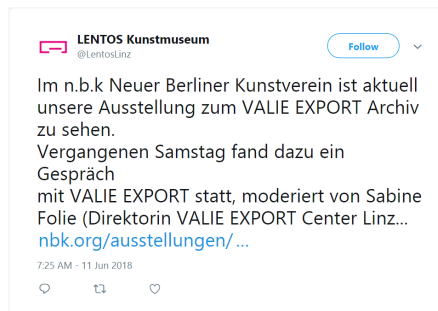 LENTOS Kunstmuseum
@LentosLinz
Follow
Im n.b.k Neuer Berliner Kunstverein ist aktuell
unsere Ausstellung zum VALIE EXPORT Archiv
zu sehen.
Vergangenen Samstag fand dazu ein
Gespräch
mit VALIE EXPORT statt, moderiert von Sabine
Folie (Direktorin VALIE EXPORT Center Linz...
nbk.org/ausstellungen/ ...
7:25 AM - 11 Jun 2018